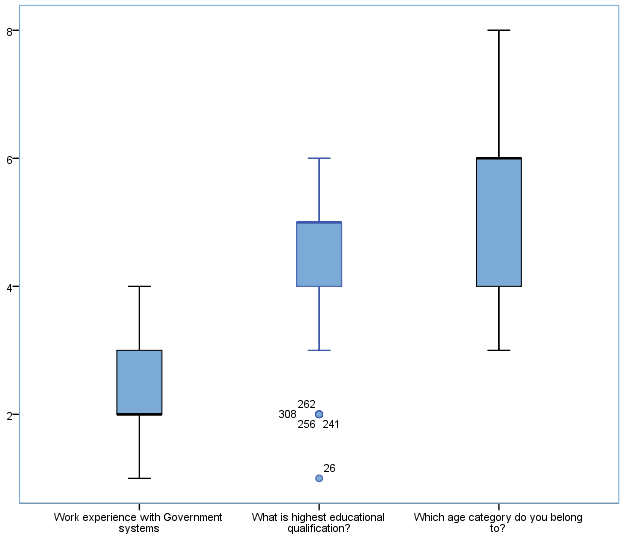 8
6
4
2
262
308
256 241
26
Work experience with Government
systems
What is highest educational
qualification?
Which age category do you belong
to?